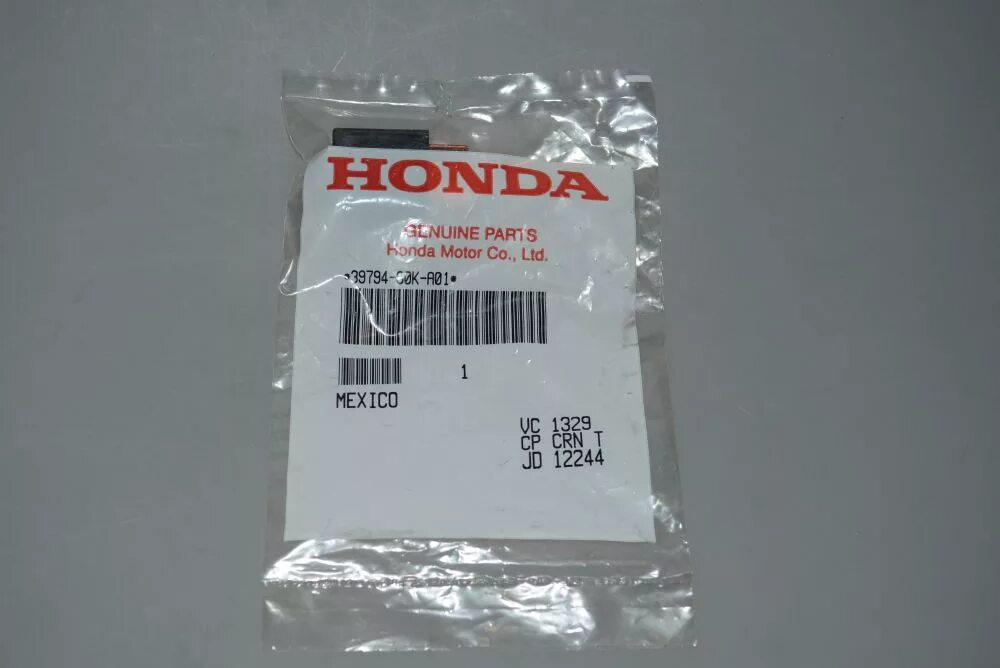 HONDA
GENUINE PARTS
Honda Motor Co., Ltd.
*39794-S0K-A01*
1
MEXICO
VC 1329
CP CRN T
JD 12244